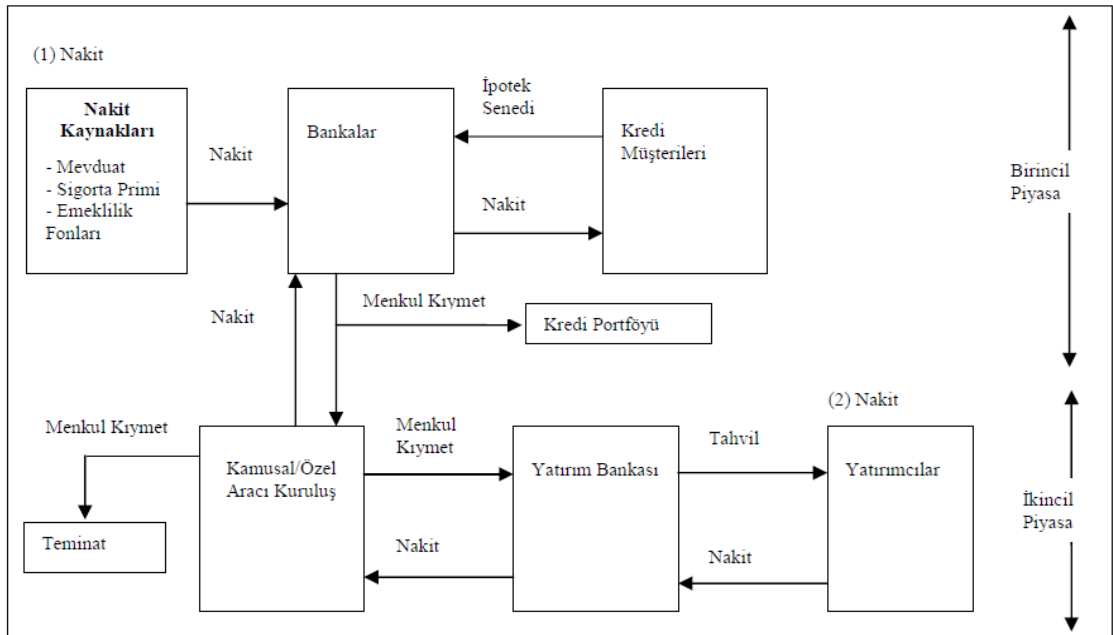 (1) Nakit
Nakit
Kaynakları
- Mevduat
- Sigorta Primi
- Emeklilik
Fonları
Nakit
Bankalar
İpotek
Senedi
Nakit
Kredi
Müşterileri
Birincil
Piyasa
Nakit
Menkul Kıymet
Kredi Portföyü
Menkul Kıymet
Teminat
Kamusal/Özel
Aracı Kuruluş
Menkul
Kıymet
Nakit
Yatırım Bankası
Tahvil
Nakit
(2) Nakit
Yatırımcılar
İkincil
Piyasa